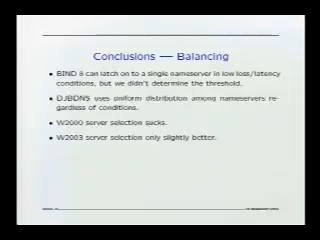 Conclusions — Balancing
• BIND 8 can latch on to a single nameserver in low loss/latency
conditions, but we didn't determine the threshold.
• DJBDNS uses uniform distribution among nameservers re-
gardless of conditions.
• W2000 server selection sucks.
• W2003 server selection only slightly better.